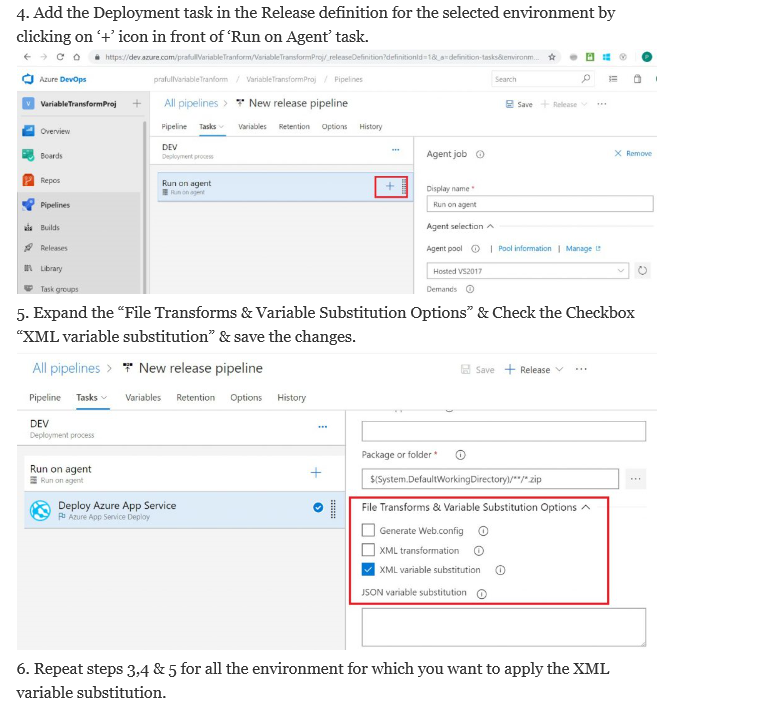 4. Add the Deployment task in the Release definition for the selected environment by
clicking on ‘+’ icon in front of ‘Run on Agent’ task.
https://dev.azure.com/prafullVariableTranform/VariableTransformProj/_releaseDefinition?definitionId=1&_a=definition-tasks&environm...
Azure DevOps
prafullVariableTranform / VariableTransformProj / Pipelines
Search
V VariableTransformProj +
All pipelines > New release pipeline
Save + Release ...
Overview
Pipeline Tasks Variables Retention Options History
Boards
DEV
Deployment process
...
Agent job
Remove
Repos
Run on agent
Run on agent
+
Display name *
Pipelines
Run on agent
Builds
Agent selection
Releases
Agent pool | Pool information | Manage
Library
Hosted VS2017
Task groups
Demands
5. Expand the “File Transforms & Variable Substitution Options” & Check the Checkbox
“XML variable substitution” & save the changes.
All pipelines > New release pipeline
Save + Release ...
Pipeline Tasks Variables Retention Options History
DEV
Deployment process
...
Package or folder *
Run on agent
Run on agent
+
$(System.DefaultWorkingDirectory)/**/*.zip
...
Deploy Azure App Service
Azure App Service Deploy
File Transforms & Variable Substitution Options
Generate Web.config
XML transformation
XML variable substitution
JSON variable substitution
6. Repeat steps 3,4 & 5 for all the environment for which you want to apply the XML
variable substitution.